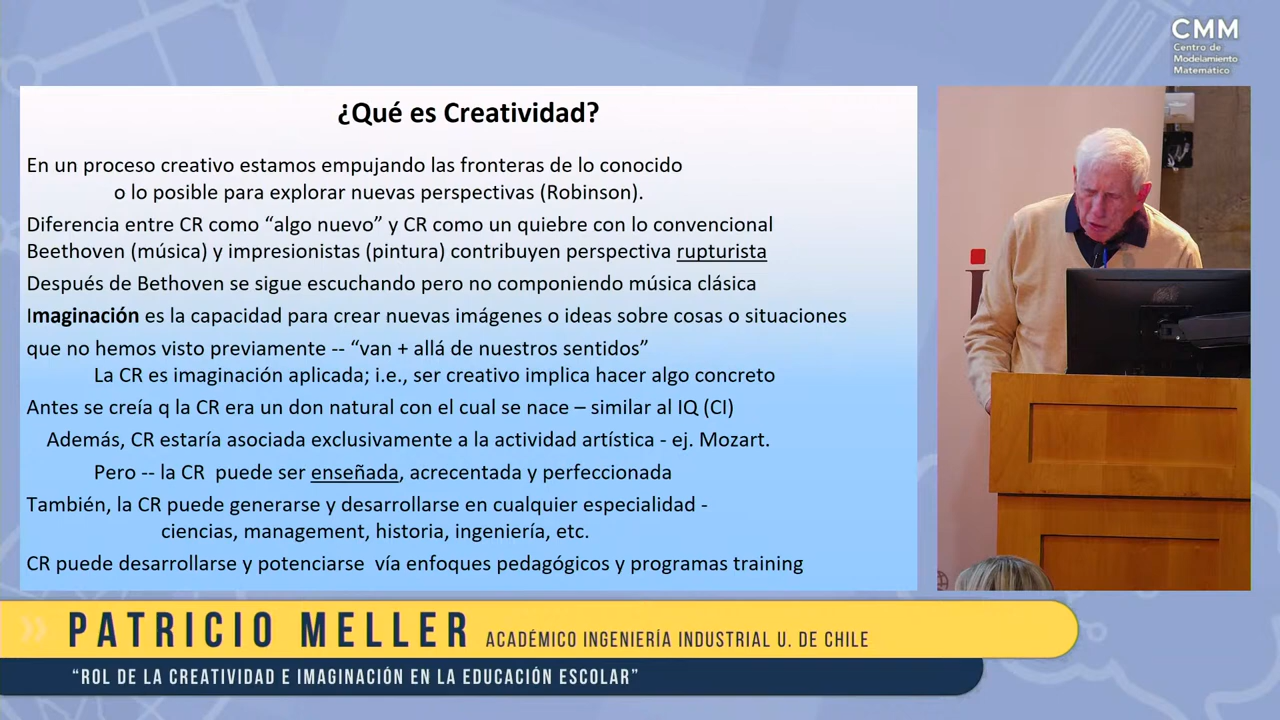 CMM
Centro de
Modelamiento
Matemático
¿Qué es Creatividad?
En un proceso creativo estamos empujando las fronteras de lo conocido
o lo posible para explorar nuevas perspectivas (Robinson).
Diferencia entre CR como “algo nuevo” y CR como un quiebre con lo convencional
Beethoven (música) y impresionistas (pintura) contribuyen perspectiva rupturista
Después de Bethoven se sigue escuchando pero no componiendo música clásica
Imaginación es la capacidad para crear nuevas imágenes o ideas sobre cosas o situaciones
que no hemos visto previamente -- “van + allá de nuestros sentidos”
La CR es imaginación aplicada; i.e., ser creativo implica hacer algo concreto
Antes se creía q la CR era un don natural con el cual se nace – similar al IQ (CI)
Además, CR estaría asociada exclusivamente a la actividad artística - ej. Mozart.
Pero -- la CR puede ser enseñada, acrecentada y perfeccionada
También, la CR puede generarse y desarrollarse en cualquier especialidad -
ciencias, management, historia, ingeniería, etc.
CR puede desarrollarse y potenciarse vía enfoques pedagógicos y programas training
PATRICIO MELLER ACADÉMICO INGENIERÍA INDUSTRIAL U. DE CHILE
“ROL DE LA CREATIVIDAD E IMAGINACIÓN EN LA EDUCACIÓN ESCOLAR”